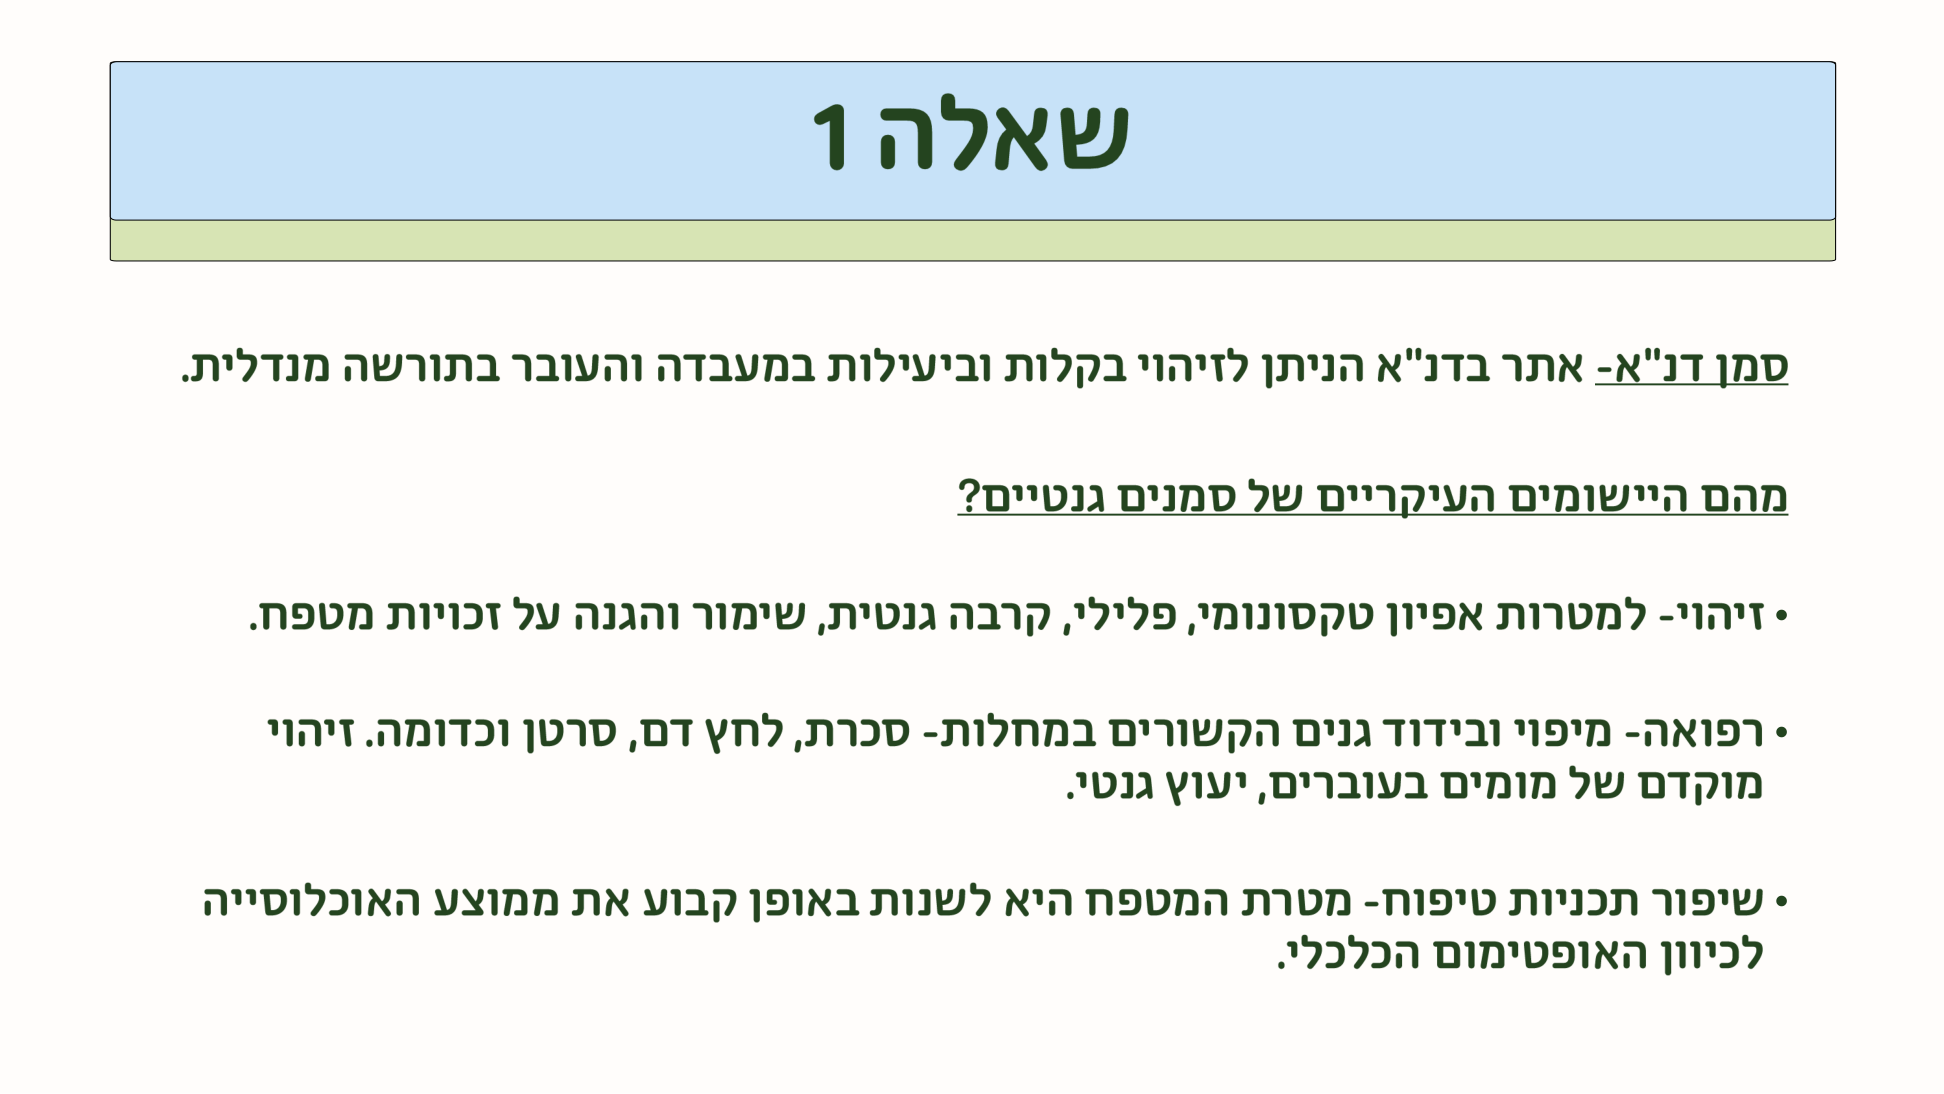 שאלה 1
סמן דנ"א- אתר בדנ"א הניתן לזיהוי בקלות וביעילות במעבדה והעובר בתורשה מנדלית.
מהם היישומים העיקריים של סמנים גנטיים?
• זיהוי- למטרות אפיון טקסונומי, פלילי, קרבה גנטית, שימור והגנה על זכויות מטפח.
• רפואה- מיפוי ובידוד גנים הקשורים במחלות- סכרת, לחץ דם, סרטן וכדומה. זיהוי
מוקדם של מומים בעוברים, יעוץ גנטי.
• שיפור תכניות טיפוח- מטרת המטפח היא לשנות באופן קבוע את ממוצע האוכלוסייה
לכיוון האופטימום הכלכלי.